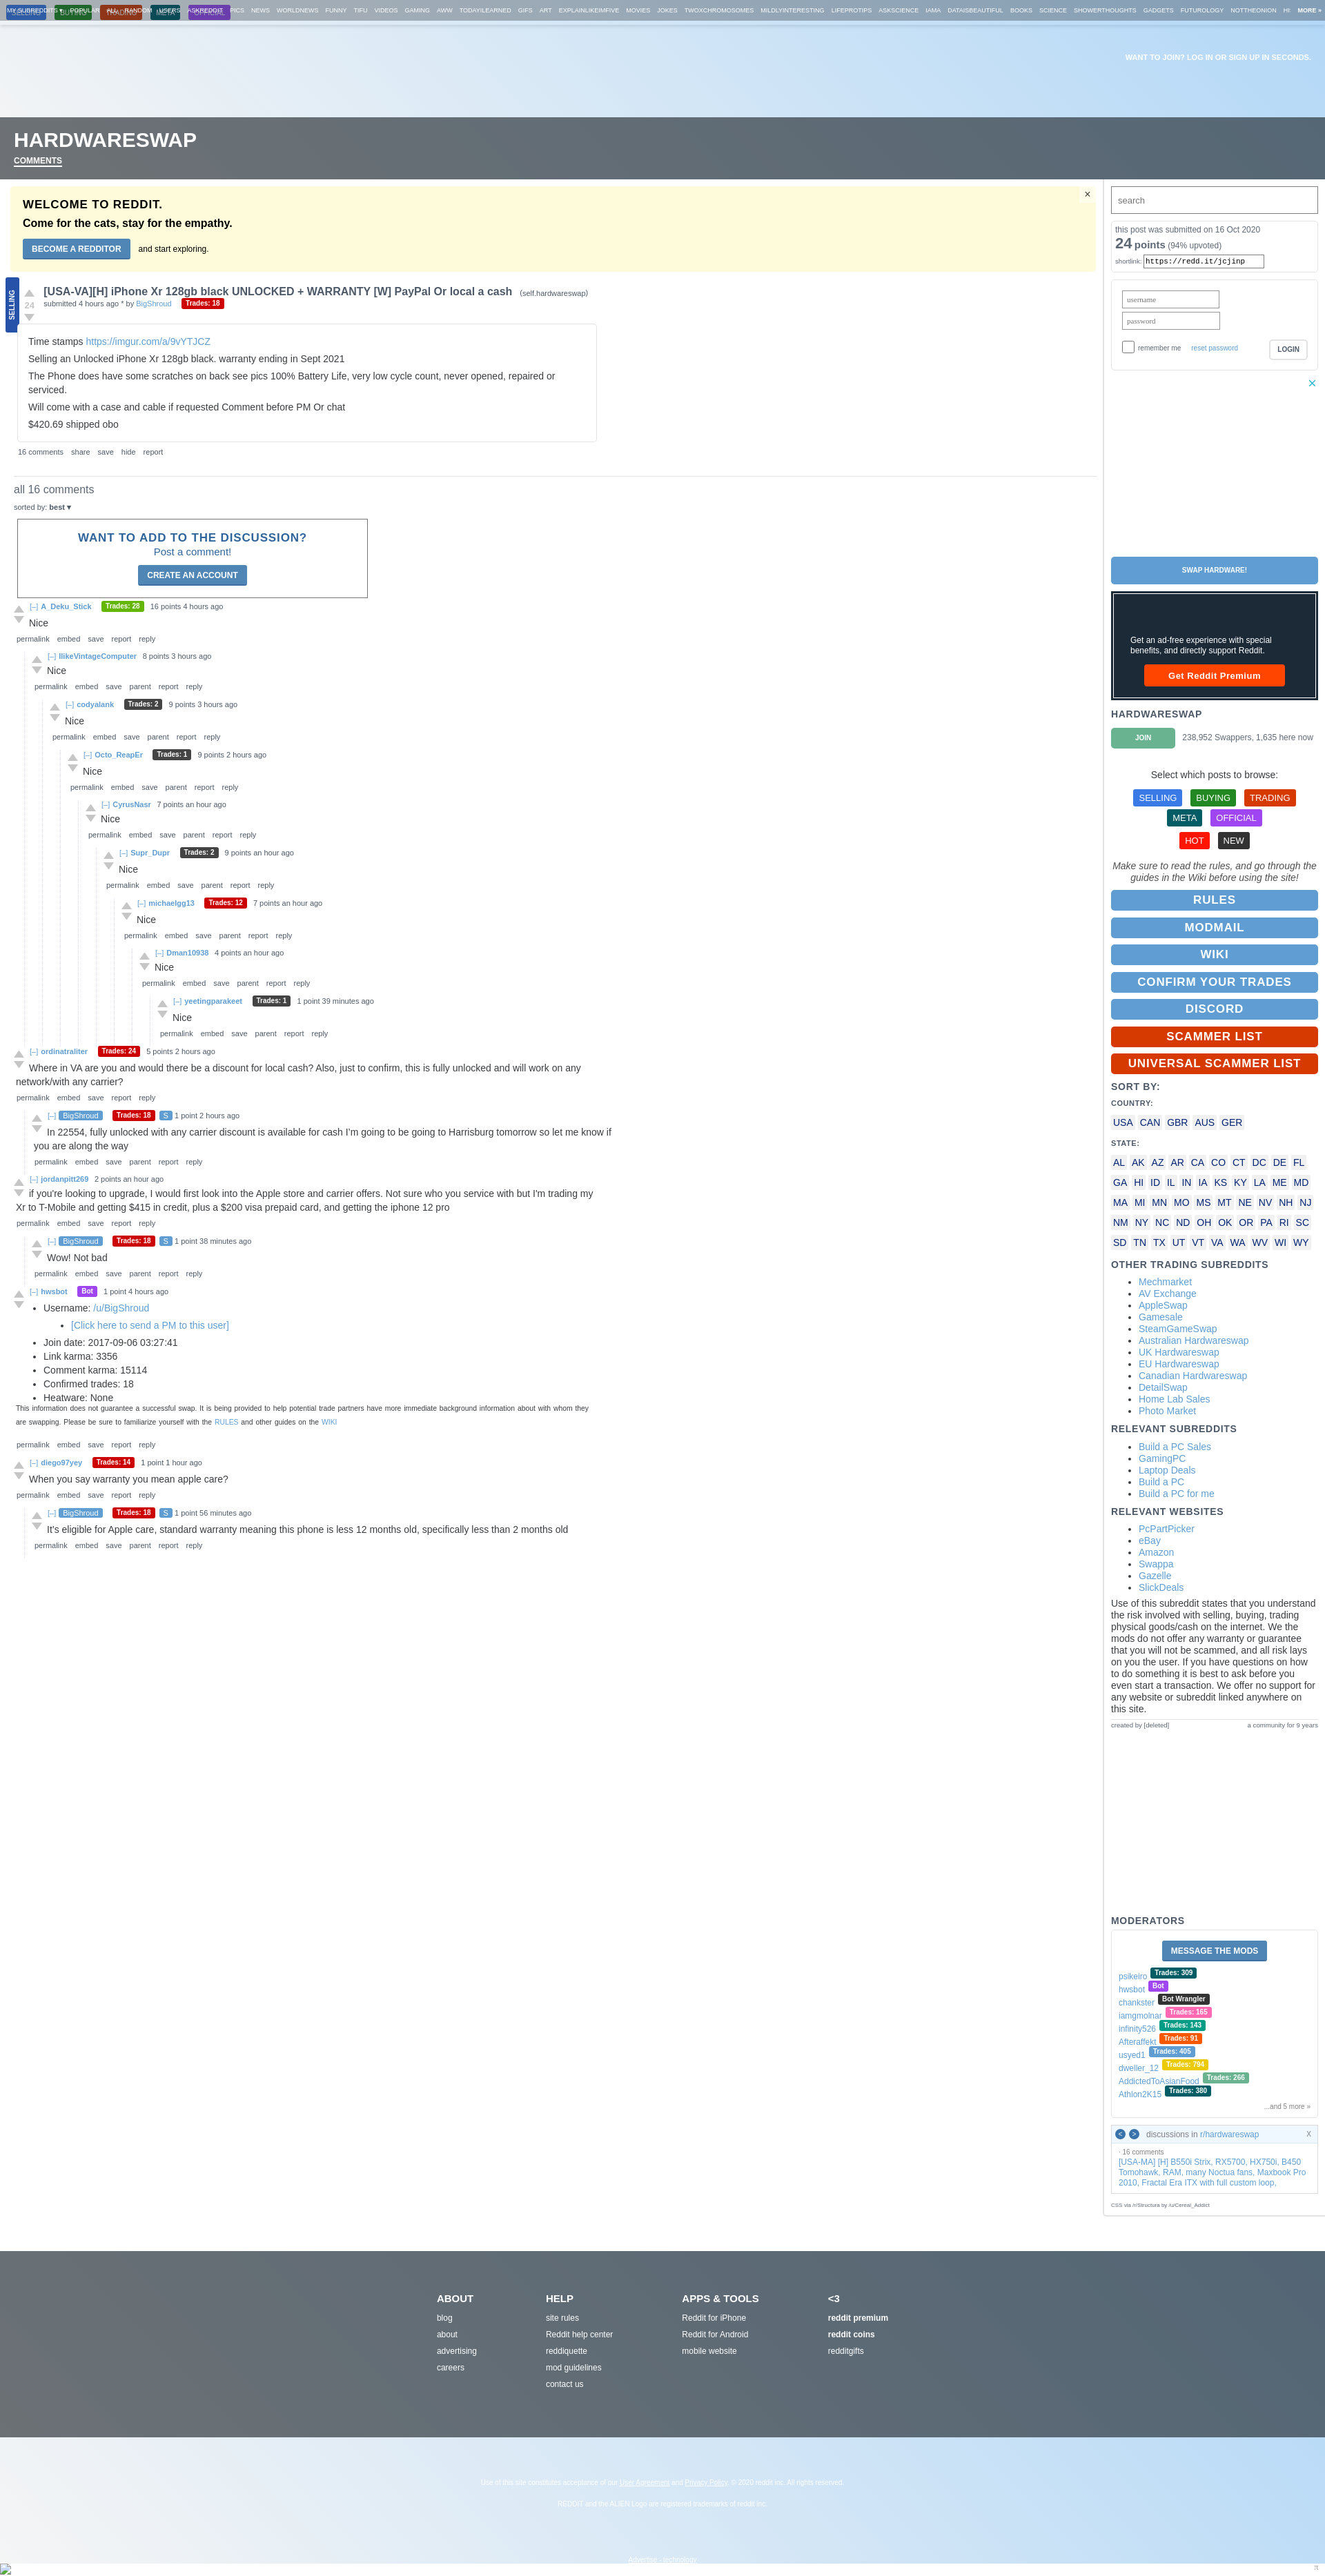 MY SUBREDDITS ▾ POPULAR ALL RANDOM USERS ASKREDDIT PICS NEWS WORLDNEWS FUNNY TIFU VIDEOS GAMING AWW TODAYILEARNED GIFS ART EXPLAINLIKEIMFIVE MOVIES JOKES TWOXCHROMOSOMES MILDLYINTERESTING LIFEPROTIPS ASKSCIENCE IAMA DATAISBEAUTIFUL BOOKS SCIENCE SHOWERTHOUGHTS GADGETS FUTUROLOGY NOTTHEONION HI MORE »
SELLING BUYING TRADING META OFFICIAL
WANT TO JOIN? LOG IN OR SIGN UP IN SECONDS.
HARDWARESWAP
COMMENTS
WELCOME TO REDDIT.
Come for the cats, stay for the empathy.
BECOME A REDDITOR and start exploring.
×
SELLING
24
[USA-VA][H] iPhone Xr 128gb black UNLOCKED + WARRANTY [W] PayPal Or local a cash (self.hardwareswap)
submitted 4 hours ago * by BigShroud Trades: 18
Time stamps https://imgur.com/a/9vYTJCZ
Selling an Unlocked iPhone Xr 128gb black. warranty ending in Sept 2021
The Phone does have some scratches on back see pics 100% Battery Life, very low cycle count, never opened, repaired or
serviced.
Will come with a case and cable if requested Comment before PM Or chat
$420.69 shipped obo
16 comments share save hide report
all 16 comments
sorted by: best ▾
WANT TO ADD TO THE DISCUSSION?
Post a comment!
CREATE AN ACCOUNT
[–] A_Deku_Stick Trades: 28 16 points 4 hours ago
Nice
permalink embed save report reply
[–] IlikeVintageComputer 8 points 3 hours ago
Nice
permalink embed save parent report reply
[–] codyalank Trades: 2 9 points 3 hours ago
Nice
permalink embed save parent report reply
[–] Octo_ReapEr Trades: 1 9 points 2 hours ago
Nice
permalink embed save parent report reply
[–] CyrusNasr 7 points an hour ago
Nice
permalink embed save parent report reply
[–] Supr_Dupr Trades: 2 9 points an hour ago
Nice
permalink embed save parent report reply
[–] michaelgg13 Trades: 12 7 points an hour ago
Nice
permalink embed save parent report reply
[–] Dman10938 4 points an hour ago
Nice
permalink embed save parent report reply
[–] yeetingparakeet Trades: 1 1 point 39 minutes ago
Nice
permalink embed save parent report reply
[–] ordinatraliter Trades: 24 5 points 2 hours ago
Where in VA are you and would there be a discount for local cash? Also, just to confirm, this is fully unlocked and will work on any
network/with any carrier?
permalink embed save report reply
[–] BigShroud Trades: 18 S 1 point 2 hours ago
In 22554, fully unlocked with any carrier discount is available for cash I'm going to be going to Harrisburg tomorrow so let me know if
you are along the way
permalink embed save parent report reply
[–] jordanpitt269 2 points an hour ago
if you're looking to upgrade, I would first look into the Apple store and carrier offers. Not sure who you service with but I'm trading my
Xr to T-Mobile and getting $415 in credit, plus a $200 visa prepaid card, and getting the iphone 12 pro
permalink embed save report reply
[–] BigShroud Trades: 18 S 1 point 38 minutes ago
Wow! Not bad
permalink embed save parent report reply
[–] hwsbot Bot 1 point 4 hours ago
• Username: /u/BigShroud
• [Click here to send a PM to this user]
• Join date: 2017-09-06 03:27:41
• Link karma: 3356
• Comment karma: 15114
• Confirmed trades: 18
• Heatware: None
This information does not guarantee a successful swap. It is being provided to help potential trade partners have more immediate background information about with whom they
are swapping. Please be sure to familiarize yourself with the RULES and other guides on the WIKI
permalink embed save report reply
[–] diego97yey Trades: 14 1 point 1 hour ago
When you say warranty you mean apple care?
permalink embed save report reply
[–] BigShroud Trades: 18 S 1 point 56 minutes ago
It's eligible for Apple care, standard warranty meaning this phone is less 12 months old, specifically less than 2 months old
permalink embed save parent report reply
search
this post was submitted on 16 Oct 2020
24 points (94% upvoted)
shortlink: https://redd.it/jcjinp
username
password
remember me reset password LOGIN
×
SWAP HARDWARE!
Get an ad-free experience with special
benefits, and directly support Reddit.
Get Reddit Premium
HARDWARESWAP
JOIN 238,952 Swappers, 1,635 here now
Select which posts to browse:
SELLING BUYING TRADING
META OFFICIAL
HOT NEW
Make sure to read the rules, and go through the
guides in the Wiki before using the site!
RULES
MODMAIL
WIKI
CONFIRM YOUR TRADES
DISCORD
SCAMMER LIST
UNIVERSAL SCAMMER LIST
SORT BY:
COUNTRY:
USA CAN GBR AUS GER
STATE:
AL AK AZ AR CA CO CT DC DE FL
GA HI ID IL IN IA KS KY LA ME MD
MA MI MN MO MS MT NE NV NH NJ
NM NY NC ND OH OK OR PA RI SC
SD TN TX UT VT VA WA WV WI WY
OTHER TRADING SUBREDDITS
• Mechmarket
• AV Exchange
• AppleSwap
• Gamesale
• SteamGameSwap
• Australian Hardwareswap
• UK Hardwareswap
• EU Hardwareswap
• Canadian Hardwareswap
• DetailSwap
• Home Lab Sales
• Photo Market
RELEVANT SUBREDDITS
• Build a PC Sales
• GamingPC
• Laptop Deals
• Build a PC
• Build a PC for me
RELEVANT WEBSITES
• PcPartPicker
• eBay
• Amazon
• Swappa
• Gazelle
• SlickDeals
Use of this subreddit states that you understand
the risk involved with selling, buying, trading
physical goods/cash on the internet. We the
mods do not offer any warranty or guarantee
that you will not be scammed, and all risk lays
on you the user. If you have questions on how
to do something it is best to ask before you
even start a transaction. We offer no support for
any website or subreddit linked anywhere on
this site.
created by [deleted] a community for 9 years
MODERATORS
MESSAGE THE MODS
psikeiro Trades: 309
hwsbot Bot
chankster Bot Wrangler
iamgmolnar Trades: 165
infinity526 Trades: 143
Afteraffekt Trades: 91
usyed1 Trades: 405
dweller_12 Trades: 794
AddictedToAsianFood Trades: 266
Athlon2K15 Trades: 380
...and 5 more »
< > discussions in r/hardwareswap X
· 16 comments
[USA-MA] [H] B550i Strix, RX5700, HX750i, B450
Tomohawk, RAM, many Noctua fans, Maxbook Pro
2010, Fractal Era ITX with full custom loop,
CSS via /r/Structura by /u/Cereal_Addict
ABOUT
blog
about
advertising
careers
HELP
site rules
Reddit help center
reddiquette
mod guidelines
contact us
APPS & TOOLS
Reddit for iPhone
Reddit for Android
mobile website
<3
reddit premium
reddit coins
redditgifts
Use of this site constitutes acceptance of our User Agreement and Privacy Policy. © 2020 reddit inc. All rights reserved.
REDDIT and the ALIEN Logo are registered trademarks of reddit inc.
Advertise - technology